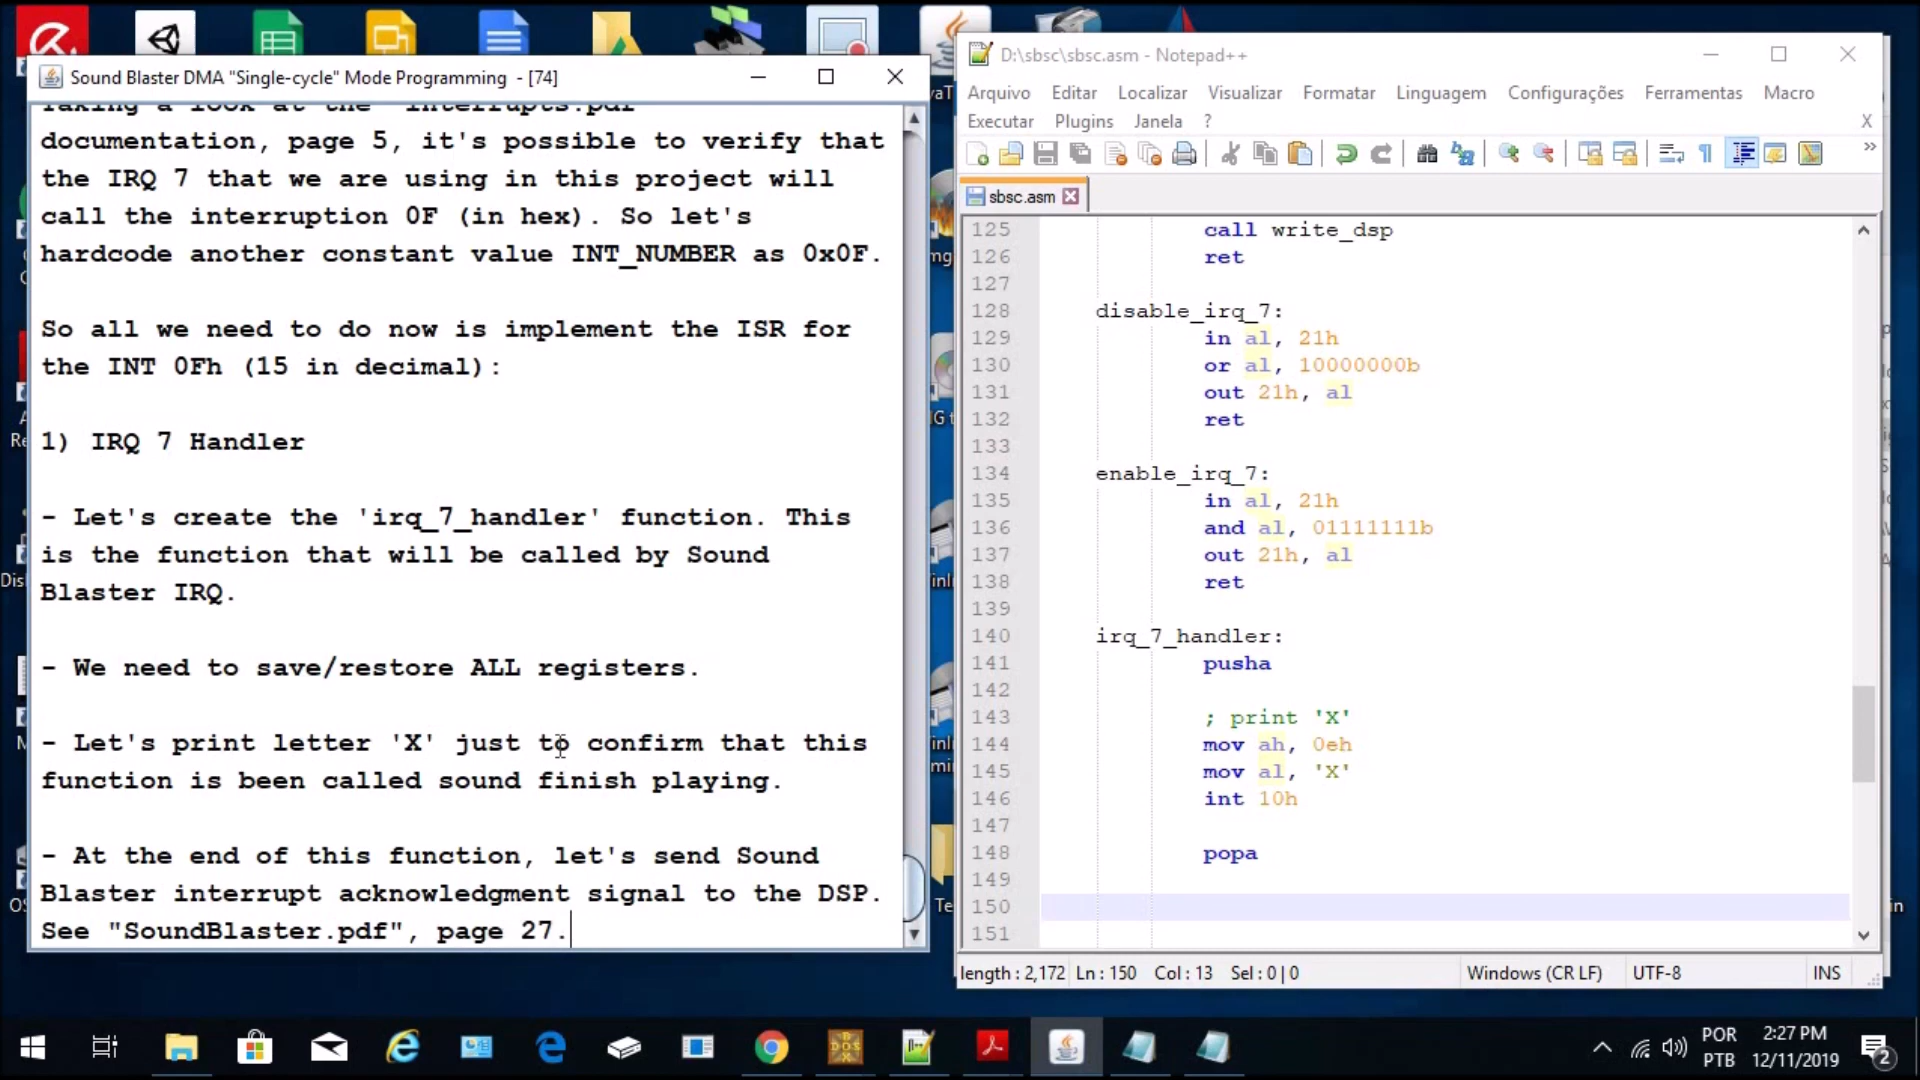 Sound Blaster DMA "Single-cycle" Mode Programming - [74]
Taking a look at the "interrupts.pdf"
documentation, page 5, it's possible to verify that
the IRQ 7 that we are using in this project will
call the interruption 0F (in hex). So let's
hardcode another constant value INT_NUMBER as 0x0F.
So all we need to do now is implement the ISR for
the INT 0Fh (15 in decimal):
1) IRQ 7 Handler
- Let's create the 'irq_7_handler' function. This
is the function that will be called by Sound
Blaster IRQ.
- We need to save/restore ALL registers.
- Let's print letter 'X' just to confirm that this
function is been called sound finish playing.
- At the end of this function, let's send Sound
Blaster interrupt acknowledgment signal to the DSP.
See "SoundBlaster.pdf", page 27.
D:\sbsc\sbsc.asm - Notepad++
Arquivo Editar Localizar Visualizar Formatar Linguagem Configurações Ferramentas Macro
Executar Plugins Janela ? X
sbsc.asm
125 call write_dsp
126 ret
127
128 disable_irq_7:
129 in al, 21h
130 or al, 10000000b
131 out 21h, al
132 ret
133
134 enable_irq_7:
135 in al, 21h
136 and al, 01111111b
137 out 21h, al
138 ret
139
140 irq_7_handler:
141 pusha
142
143 ; print 'X'
144 mov ah, 0eh
145 mov al, 'X'
146 int 10h
147
148 popa
149
150
151
length : 2,172 Ln : 150 Col : 13 Sel : 0 | 0 Windows (CR LF) UTF-8 INS
POR 2:27 PM
PTB 12/11/2019 2